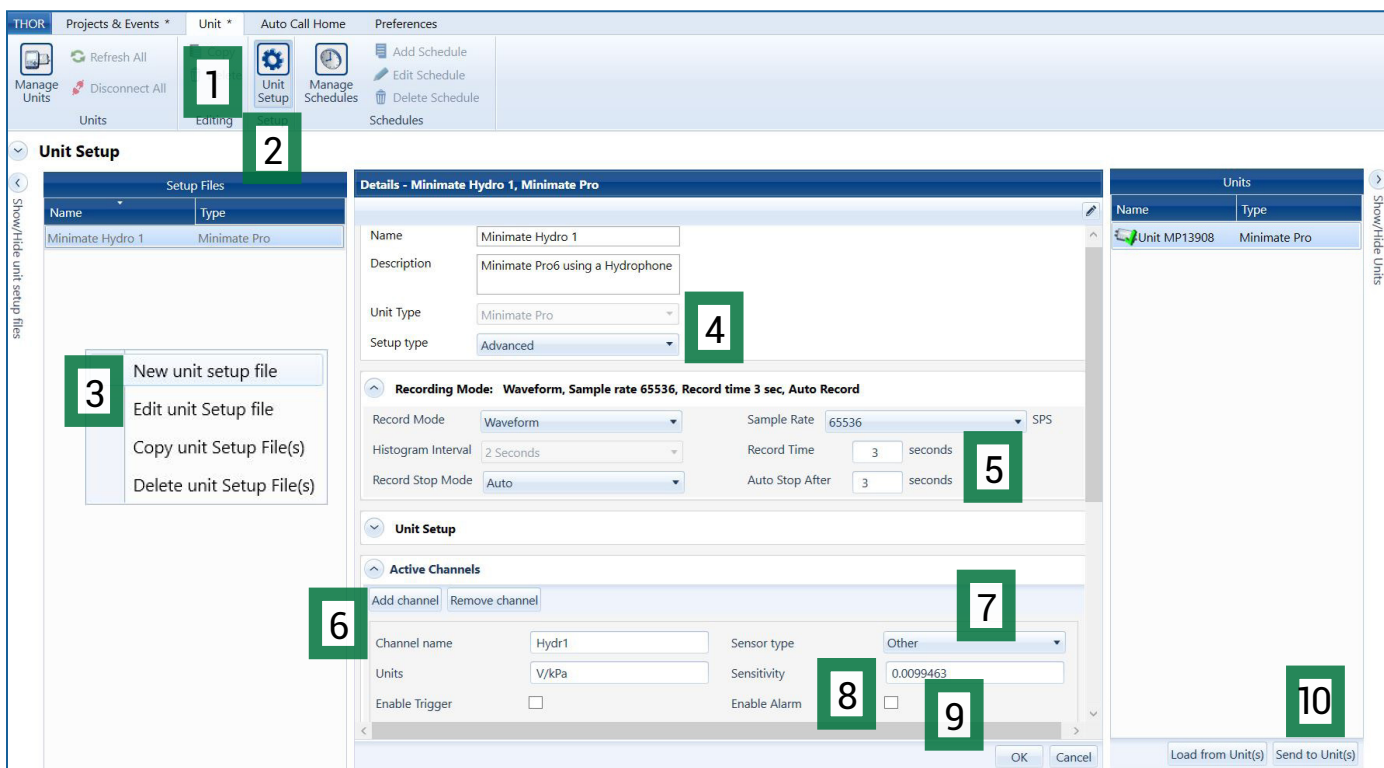 THOR Projects & Events * Unit * Auto Call Home Preferences
Manage Units
Refresh All
Disconnect All
Units
1
Editing
Unit Setup
Setup
2
Manage Schedules
Add Schedule
Edit Schedule
Delete Schedule
Schedules
Unit Setup
Show/Hide unit setup files
Setup Files
Name Type
Minimate Hydro 1 Minimate Pro
3
New unit setup file
Edit unit Setup file
Copy unit Setup File(s)
Delete unit Setup File(s)
Details - Minimate Hydro 1, Minimate Pro
Name Minimate Hydro 1
Description Minimate Pro6 using a Hydrophone
Unit Type Minimate Pro
Setup type Advanced
4
Recording Mode: Waveform, Sample rate 65536, Record time 3 sec, Auto Record
Record Mode Waveform Sample Rate 65536 SPS
Histogram Interval 2 Seconds Record Time 3 seconds
Record Stop Mode Auto Auto Stop After 3 seconds
5
Unit Setup
Active Channels
6
Add channel Remove channel
7
Channel name Hydr1 Sensor type Other
Units V/kPa Sensitivity 0.0099463
Enable Trigger Enable Alarm
8
9
OK Cancel
Units
Name Type
Unit MP13908 Minimate Pro
Show/Hide Units
10
Load from Unit(s) Send to Unit(s)